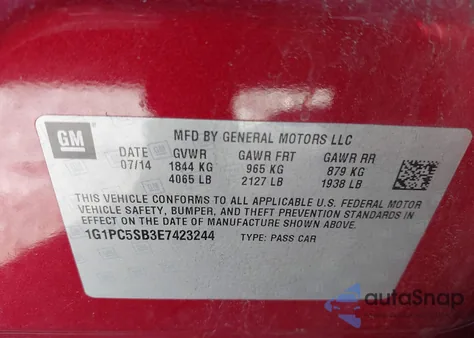 GM
MFD BY GENERAL MOTORS LLC
DATE GVWR GAWR FRT GAWR RR
07/14 1844 KG 965 KG 879 KG
4065 LB 2127 LB 1938 LB
THIS VEHICLE CONFORMS TO ALL APPLICABLE U.S. FEDERAL MOTOR
VEHICLE SAFETY, BUMPER, AND THEFT PREVENTION STANDARDS IN
EFFECT ON THE DATE OF MANUFACTURE SHOWN ABOVE.
1G1PC5SB3E7423244 TYPE: PASS CAR
autoSnap